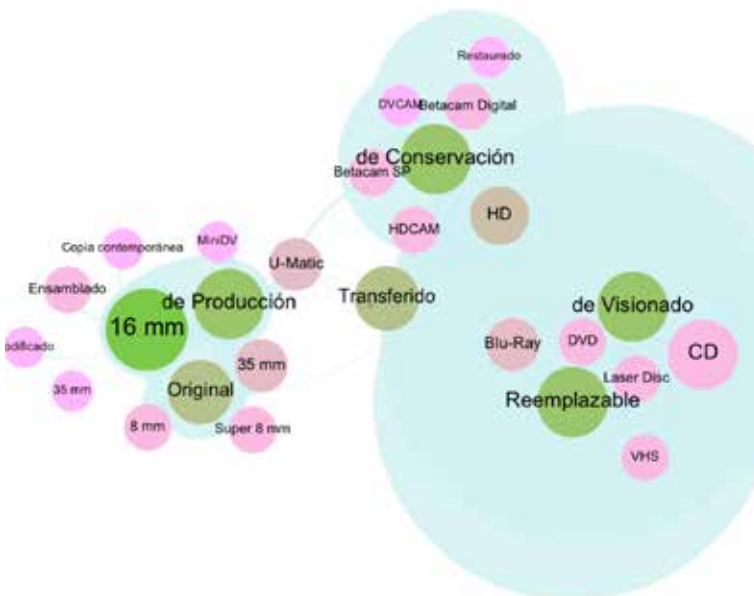 Restaurado
DVCAM
Betacam Digital
de Conservación
Betacam SP
HD
HDCAM
MiniDV
Copia contemporánea
U-Matic
Ensamblado
de Producción
Transferido
de Visionado
16 mm
odificado
Blu-Ray
DVD
CD
35 mm
Laser Disc
35 mm
Original
Reemplazable
8 mm
Super 8 mm
VHS